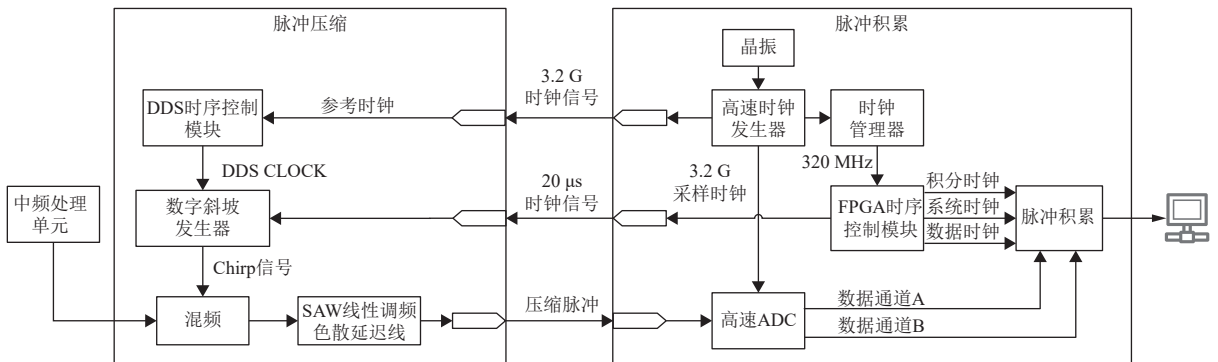 脉冲压缩
脉冲积累
晶振
3.2 G
时钟信号
DDS时序控制
模块
参考时钟
高速时钟
发生器
时钟
管理器
DDS CLOCK
320 MHz
20 μs
时钟信号
3.2 G
采样时钟
中频处理
单元
数字斜坡
发生器
FPGA时序
控制模块
积分时钟
系统时钟
数据时钟
脉冲积累
Chirp信号
混频
SAW线性调频
色散延迟线
压缩脉冲
高速ADC
数据通道A
数据通道B